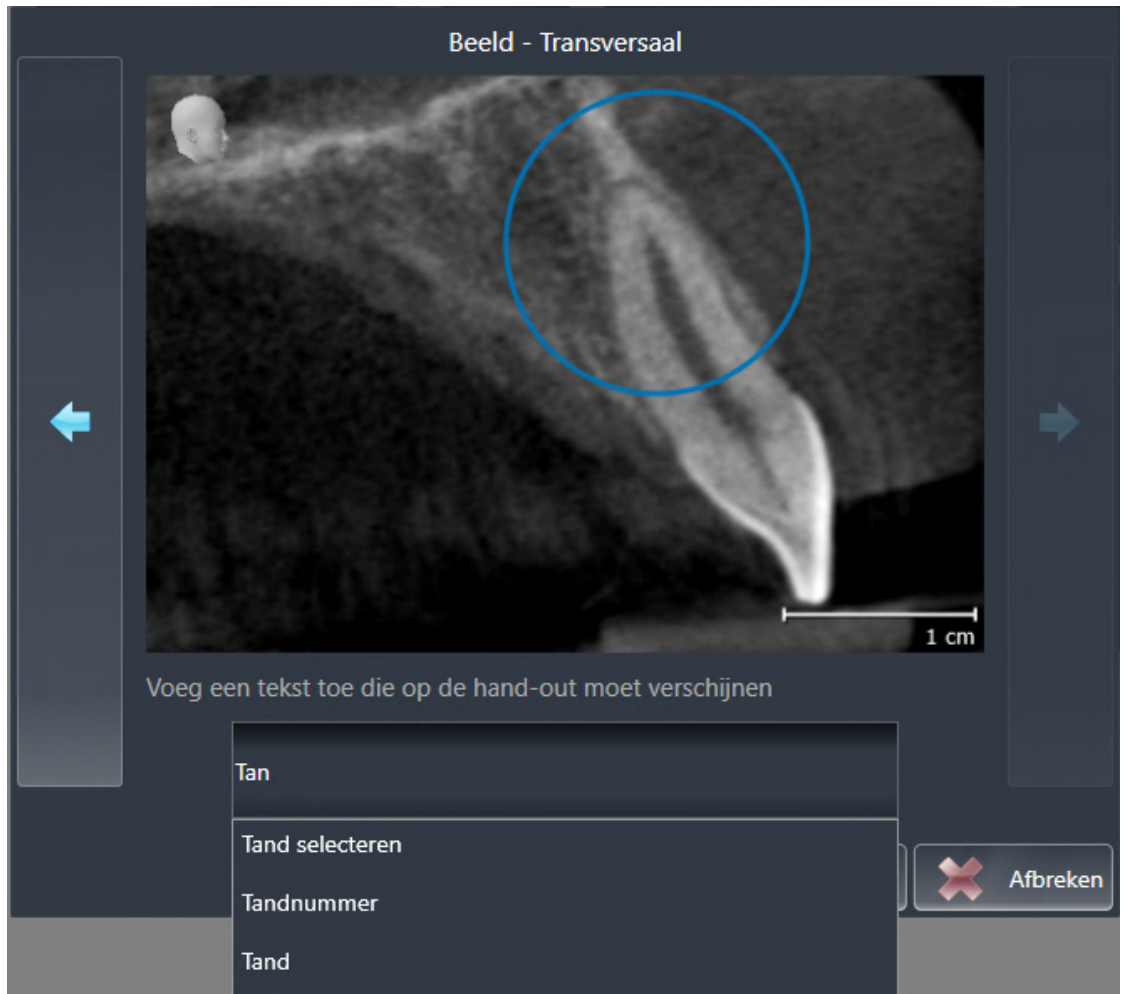 Beeld - Transversaal
1 cm
Voeg een tekst toe die op de hand-out moet verschijnen
Tan
Tand selecteren
Tandnummer
Tand
Afbreken